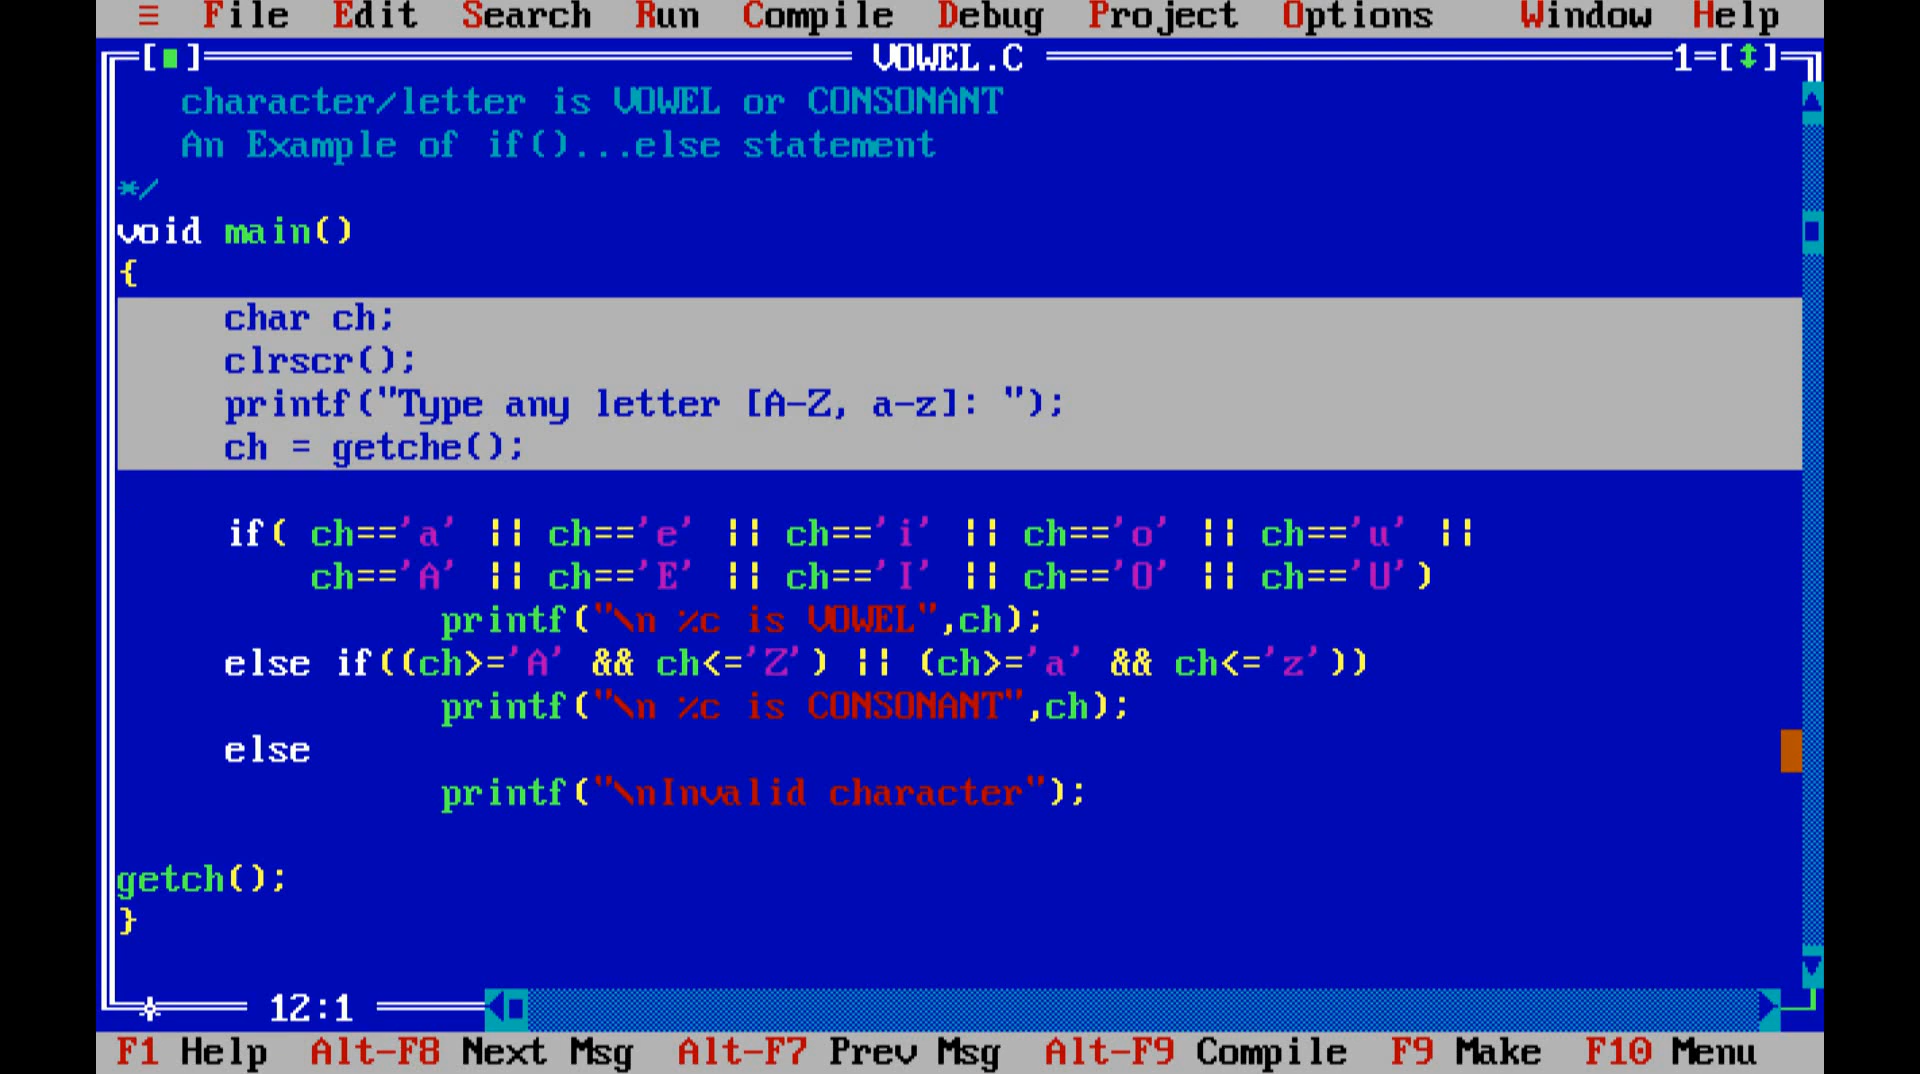 ≡ File Edit Search Run Compile Debug Project Options Window Help
[■] VOWEL.C 1=[↕]
character/letter is VOWEL or CONSONANT
An Example of if()...else statement
*/
void main()
{
char ch;
clrscr();
printf("Type any letter [A-Z, a-z]: ");
ch = getche();
if( ch=='a' || ch=='e' || ch=='i' || ch=='o' || ch=='u' ||
ch=='A' || ch=='E' || ch=='I' || ch=='O' || ch=='U')
printf("\n %c is VOWEL",ch);
else if((ch>='A' && ch<='Z') || (ch>='a' && ch<='z'))
printf("\n %c is CONSONANT",ch);
else
printf("\nInvalid character");
getch();
}
12:1
F1 Help Alt-F8 Next Msg Alt-F7 Prev Msg Alt-F9 Compile F9 Make F10 Menu